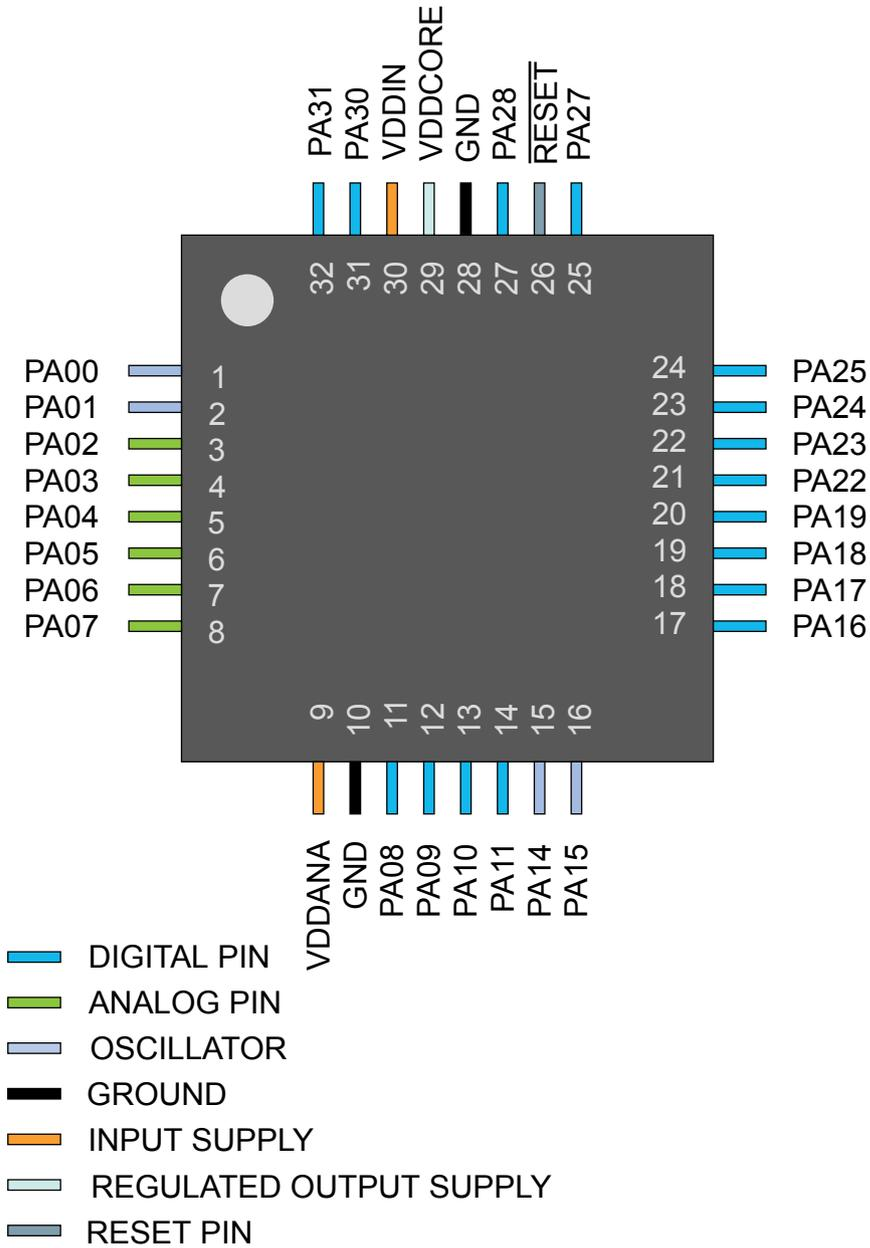 PA31
PA30
VDDIN
VDDCORE
GND
PA28
RESET
PA27
32
31
30
29
28
27
26
25
PA00
1
24
PA25
PA01
2
23
PA24
PA02
3
22
PA23
PA03
4
21
PA22
PA04
5
20
PA19
PA05
6
19
PA18
PA06
7
18
PA17
PA07
8
17
PA16
9
10
11
12
13
14
15
16
VDDANA
GND
PA08
PA09
PA10
PA11
PA14
PA15
DIGITAL PIN
ANALOG PIN
OSCILLATOR
GROUND
INPUT SUPPLY
REGULATED OUTPUT SUPPLY
RESET PIN